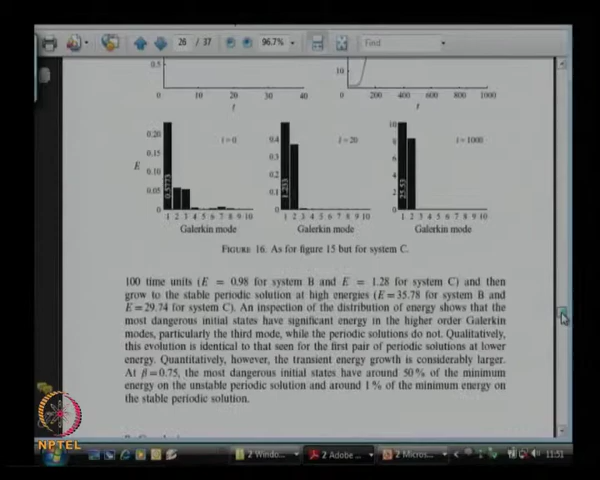 26 / 37
96.7%
Find
0.5
0 10 20 30 40
t
10
0 200 400 600 800 1000
t
E
0.20
0.15
0.10
0.05
0
0.3773
t=0
1 2 3 4 5 6 7 8 9 10
Galerkin mode
0.4
0.3
0.2
0.1
0
1.253
t=20
1 2 3 4 5 6 7 8 9 10
Galerkin mode
10
8
6
4
2
0
25.53
t=1000
1 2 3 4 5 6 7 8 9 10
Galerkin mode
FIGURE 16. As for figure 15 but for system C.
100 time units (E = 0.98 for system B and E = 1.28 for system C) and then
grow to the stable periodic solution at high energies (E=35.78 for system B and
E=29.74 for system C). An inspection of the distribution of energy shows that the
most dangerous initial states have significant energy in the higher order Galerkin
modes, particularly the third mode, while the periodic solutions do not. Qualitatively,
this evolution is identical to that seen for the first pair of periodic solutions at lower
energy. Quantitatively, however, the transient energy growth is considerably larger.
At β=0.75, the most dangerous initial states have around 50% of the minimum
energy on the unstable periodic solution and around 1% of the minimum energy on
the stable periodic solution.
NPTEL
2 Windo...
2 Adobe ...
2 Micros...
11:51